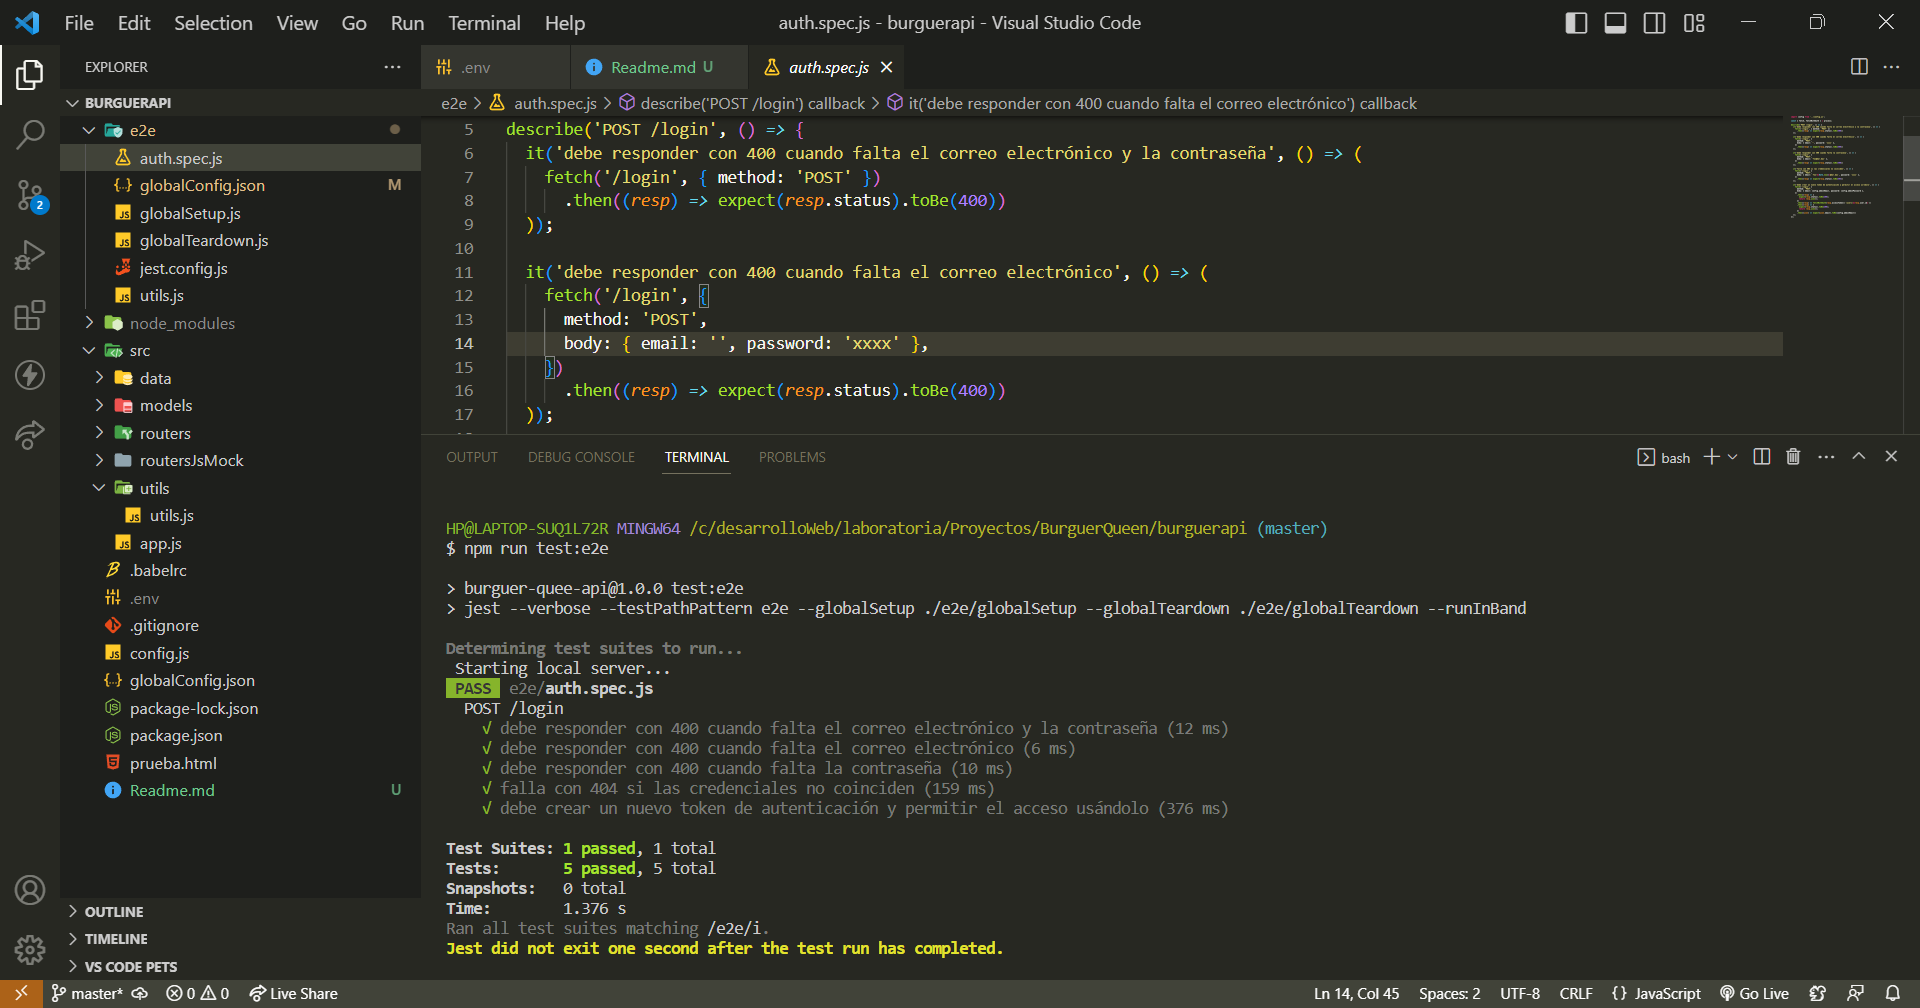 File Edit Selection View Go Run Terminal Help
auth.spec.js - burguerapi - Visual Studio Code
EXPLORER
BURGUERAPI
e2e
auth.spec.js
globalConfig.json M
globalSetup.js
globalTeardown.js
jest.config.js
utils.js
node_modules
src
data
models
routers
routersJsMock
utils
utils.js
app.js
.babelrc
.env
.gitignore
config.js
globalConfig.json
package-lock.json
package.json
prueba.html
Readme.md U
OUTLINE
TIMELINE
VS CODE PETS
2
.env
Readme.md U
auth.spec.js
e2e > auth.spec.js > describe('POST /login') callback > it('debe responder con 400 cuando falta el correo electrónico') callback
5 describe('POST /login', () => {
6 it('debe responder con 400 cuando falta el correo electrónico y la contraseña', () => (
7 fetch('/login', { method: 'POST' })
8 .then((resp) => expect(resp.status).toBe(400))
9 ));
10
11 it('debe responder con 400 cuando falta el correo electrónico', () => (
12 fetch('/login', {
13 method: 'POST',
14 body: { email: '', password: 'xxxx' },
15 })
16 .then((resp) => expect(resp.status).toBe(400))
17 ));
OUTPUT DEBUG CONSOLE TERMINAL PROBLEMS
bash
HP@LAPTOP-SUQ1L72R MINGW64 /c/desarrolloWeb/laboratoria/Proyectos/BurguerQueen/burguerapi (master)
$ npm run test:e2e
> burguer-quee-api@1.0.0 test:e2e
> jest --verbose --testPathPattern e2e --globalSetup ./e2e/globalSetup --globalTeardown ./e2e/globalTeardown --runInBand
Determining test suites to run...
Starting local server...
PASS e2e/auth.spec.js
POST /login
√ debe responder con 400 cuando falta el correo electrónico y la contraseña (12 ms)
√ debe responder con 400 cuando falta el correo electrónico (6 ms)
√ debe responder con 400 cuando falta la contraseña (10 ms)
√ falla con 404 si las credenciales no coinciden (159 ms)
√ debe crear un nuevo token de autenticación y permitir el acceso usándolo (376 ms)
Test Suites: 1 passed, 1 total
Tests: 5 passed, 5 total
Snapshots: 0 total
Time: 1.376 s
Ran all test suites matching /e2e/i.
Jest did not exit one second after the test run has completed.
master* 0 0 Live Share
Ln 14, Col 45 Spaces: 2 UTF-8 CRLF {} JavaScript Go Live